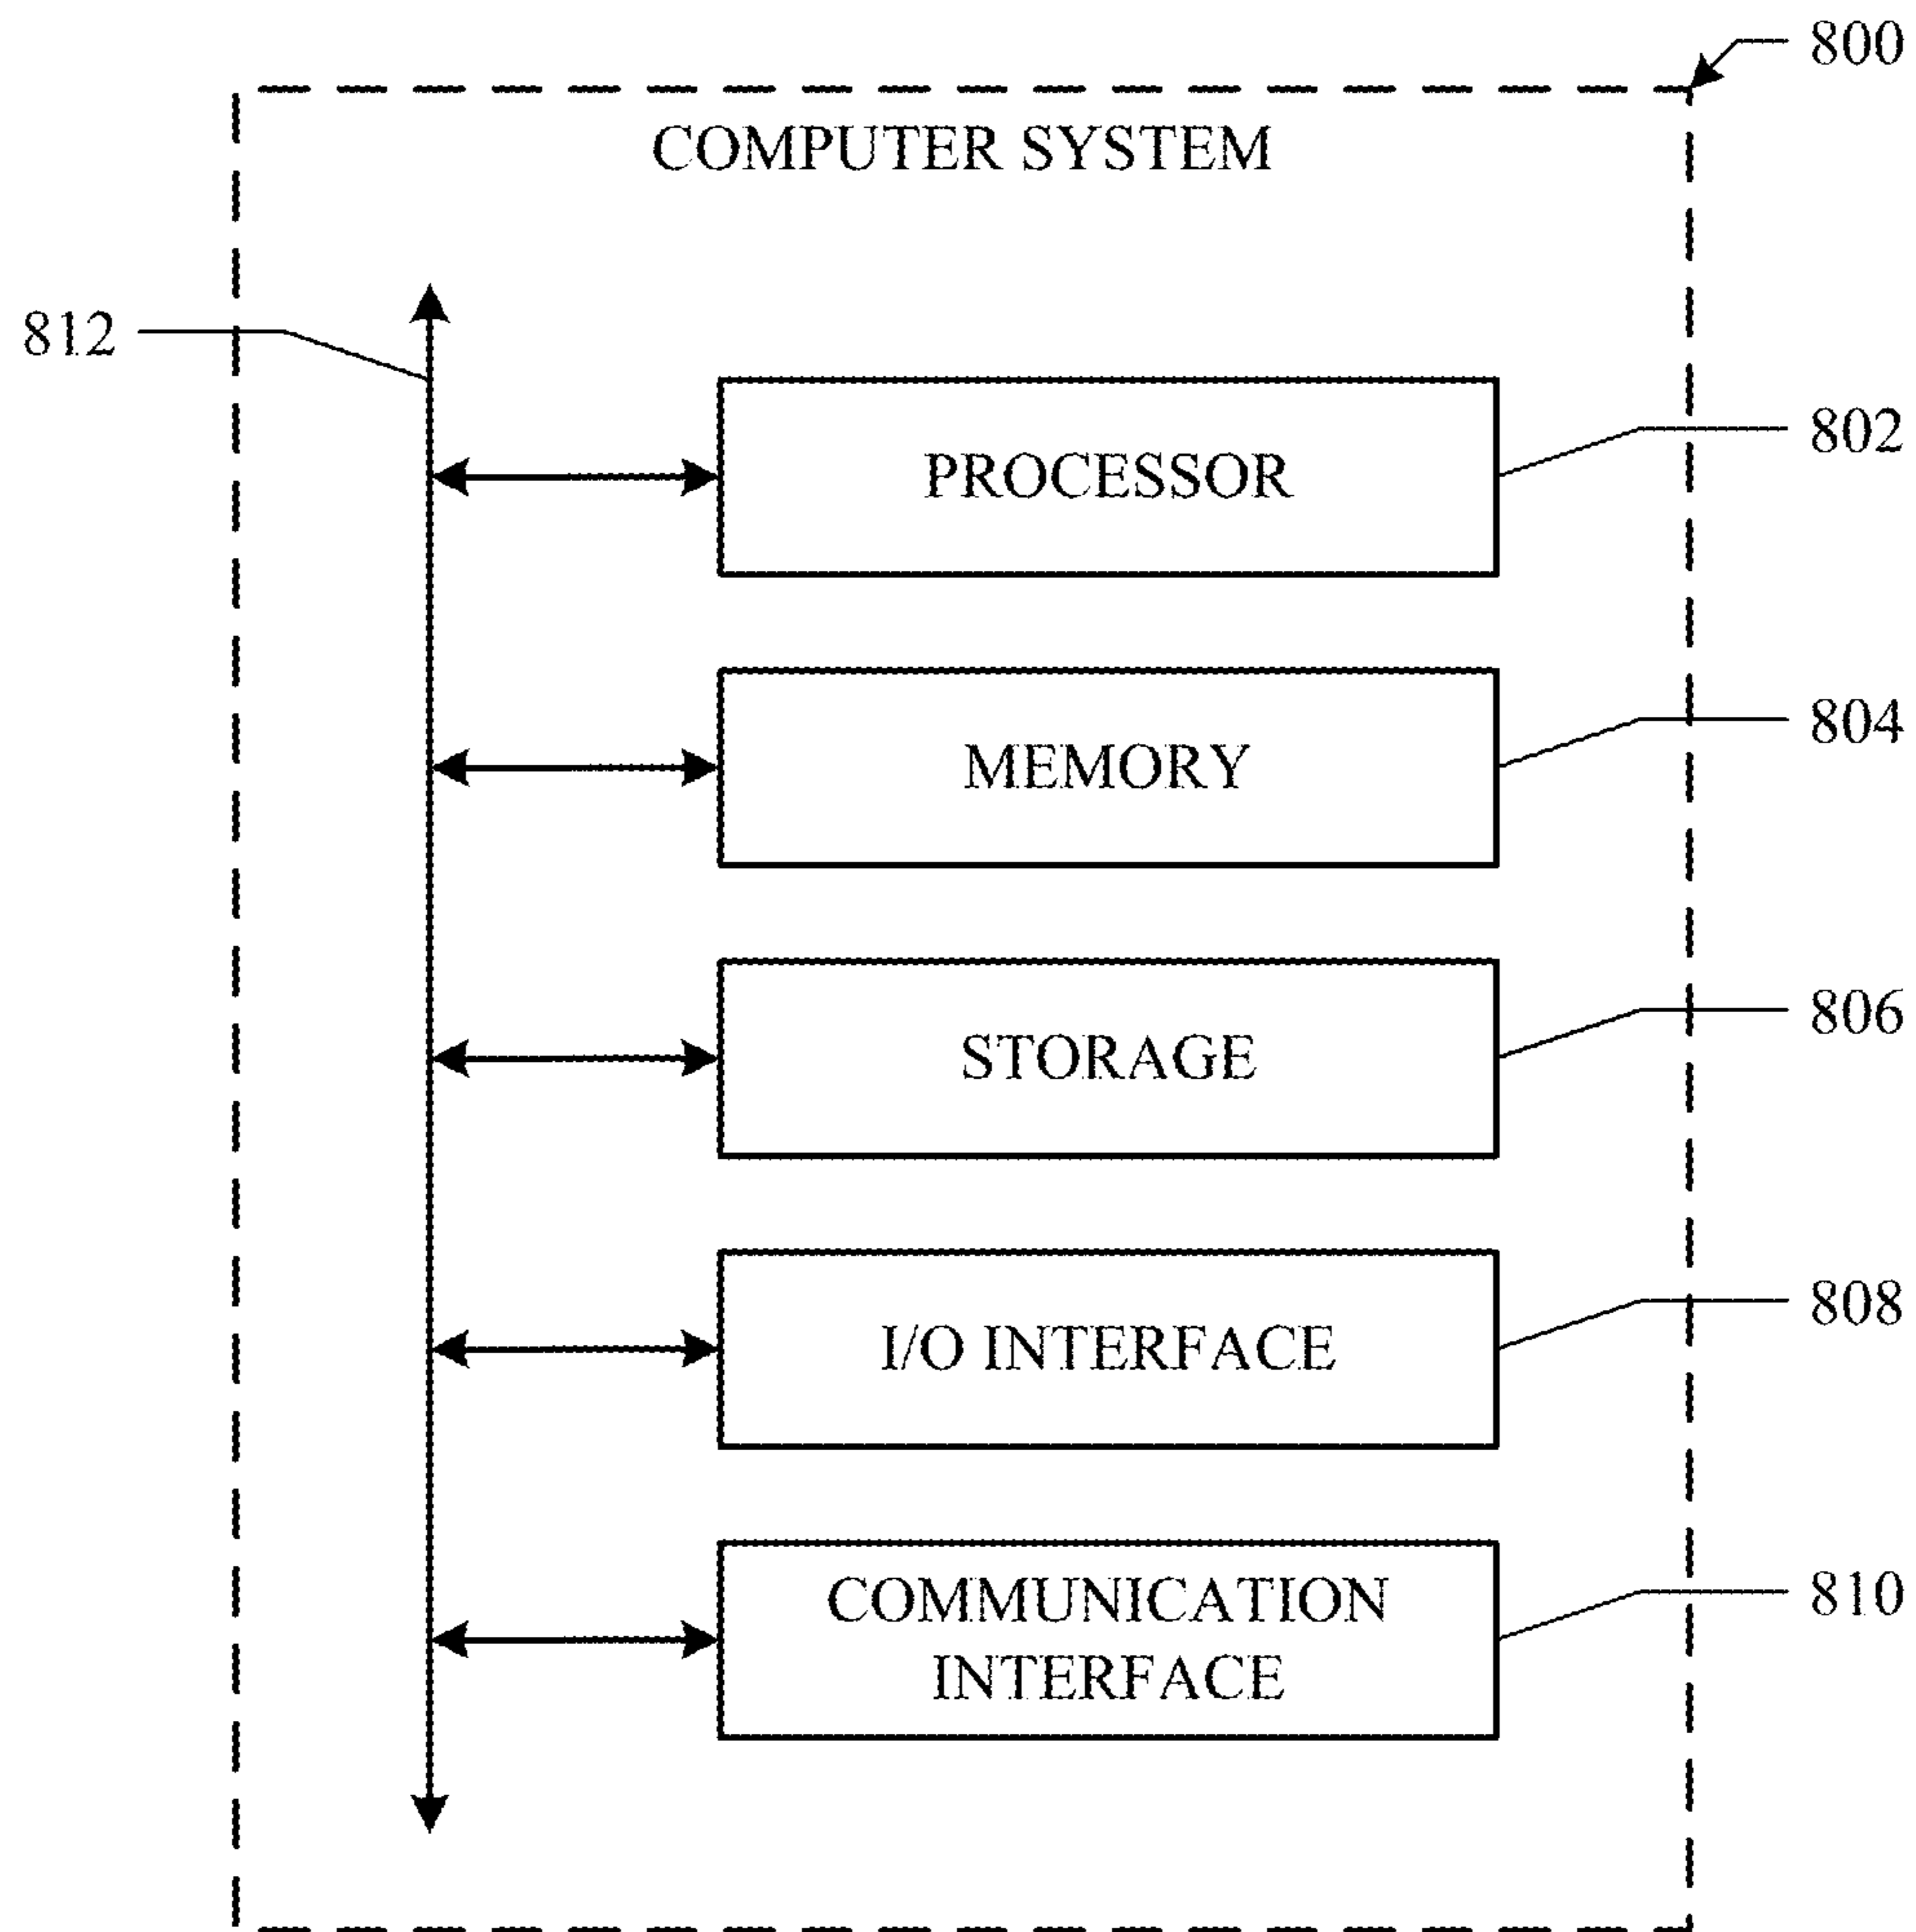 800
COMPUTER SYSTEM
812
PROCESSOR
802
MEMORY
804
STORAGE
806
I/O INTERFACE
808
COMMUNICATION
INTERFACE
810